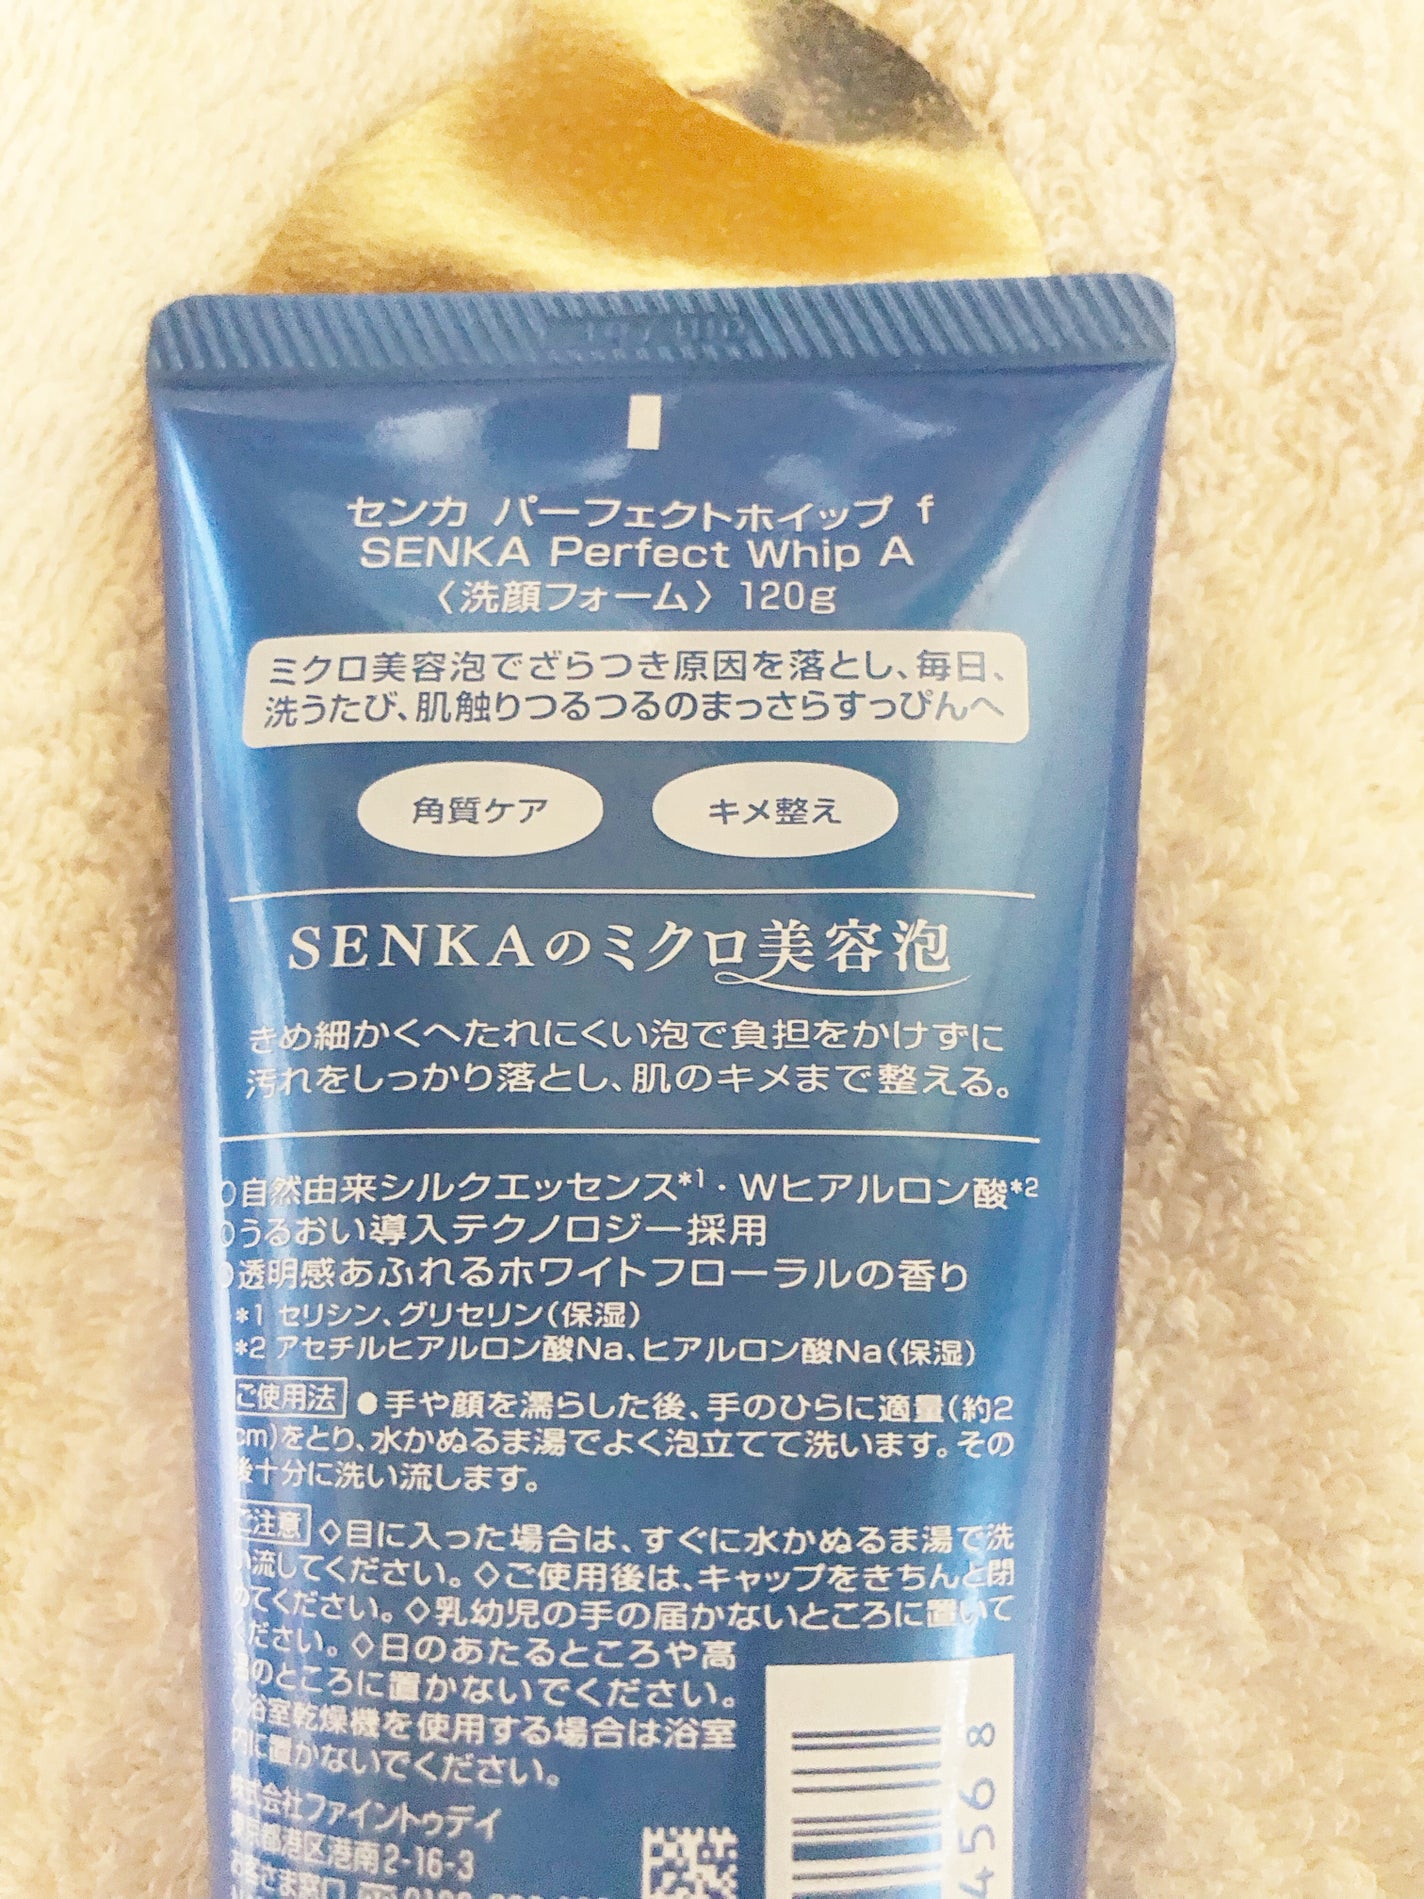 センカ パーフェクトホイップ f
SENKA Perfect Whip A
〈洗顔フォーム〉120g
ミクロ美容泡でざらつき原因を落とし、毎日、
洗うたび、肌触りつるつるのまっさらすっぴんへ
角質ケア キメ整え
SENKAのミクロ美容泡
きめ細かくへたれにくい泡で負担をかけずに
汚れをしっかり落とし、肌のキメまで整える。
自然由来シルクエッセンス*1・Wヒアルロン酸*2
うるおい導入テクノロジー採用
透明感あふれるホワイトフローラルの香り
*1 セリシン、グリセリン(保湿)
*2 アセチルヒアルロン酸Na、ヒアルロン酸Na(保湿)
ご使用法 ●手や顔を濡らした後、手のひらに適量(約2
cm)をとり、水かぬるま湯でよく泡立てて洗います。その
後十分に洗い流します。
ご注意 ◇目に入った場合は、すぐに水かぬるま湯で洗
い流してください。◇ご使用後は、キャップをきちんと閉
めてください。◇乳幼児の手の届かないところに置いて
ください。◇日のあたるところや高
温のところに置かないでください。
◇浴室乾燥機を使用する場合は浴室
内に置かないでください。
株式会社ファイントゥデイ
東京都港区港南2-16-3
お客さま窓口
4568